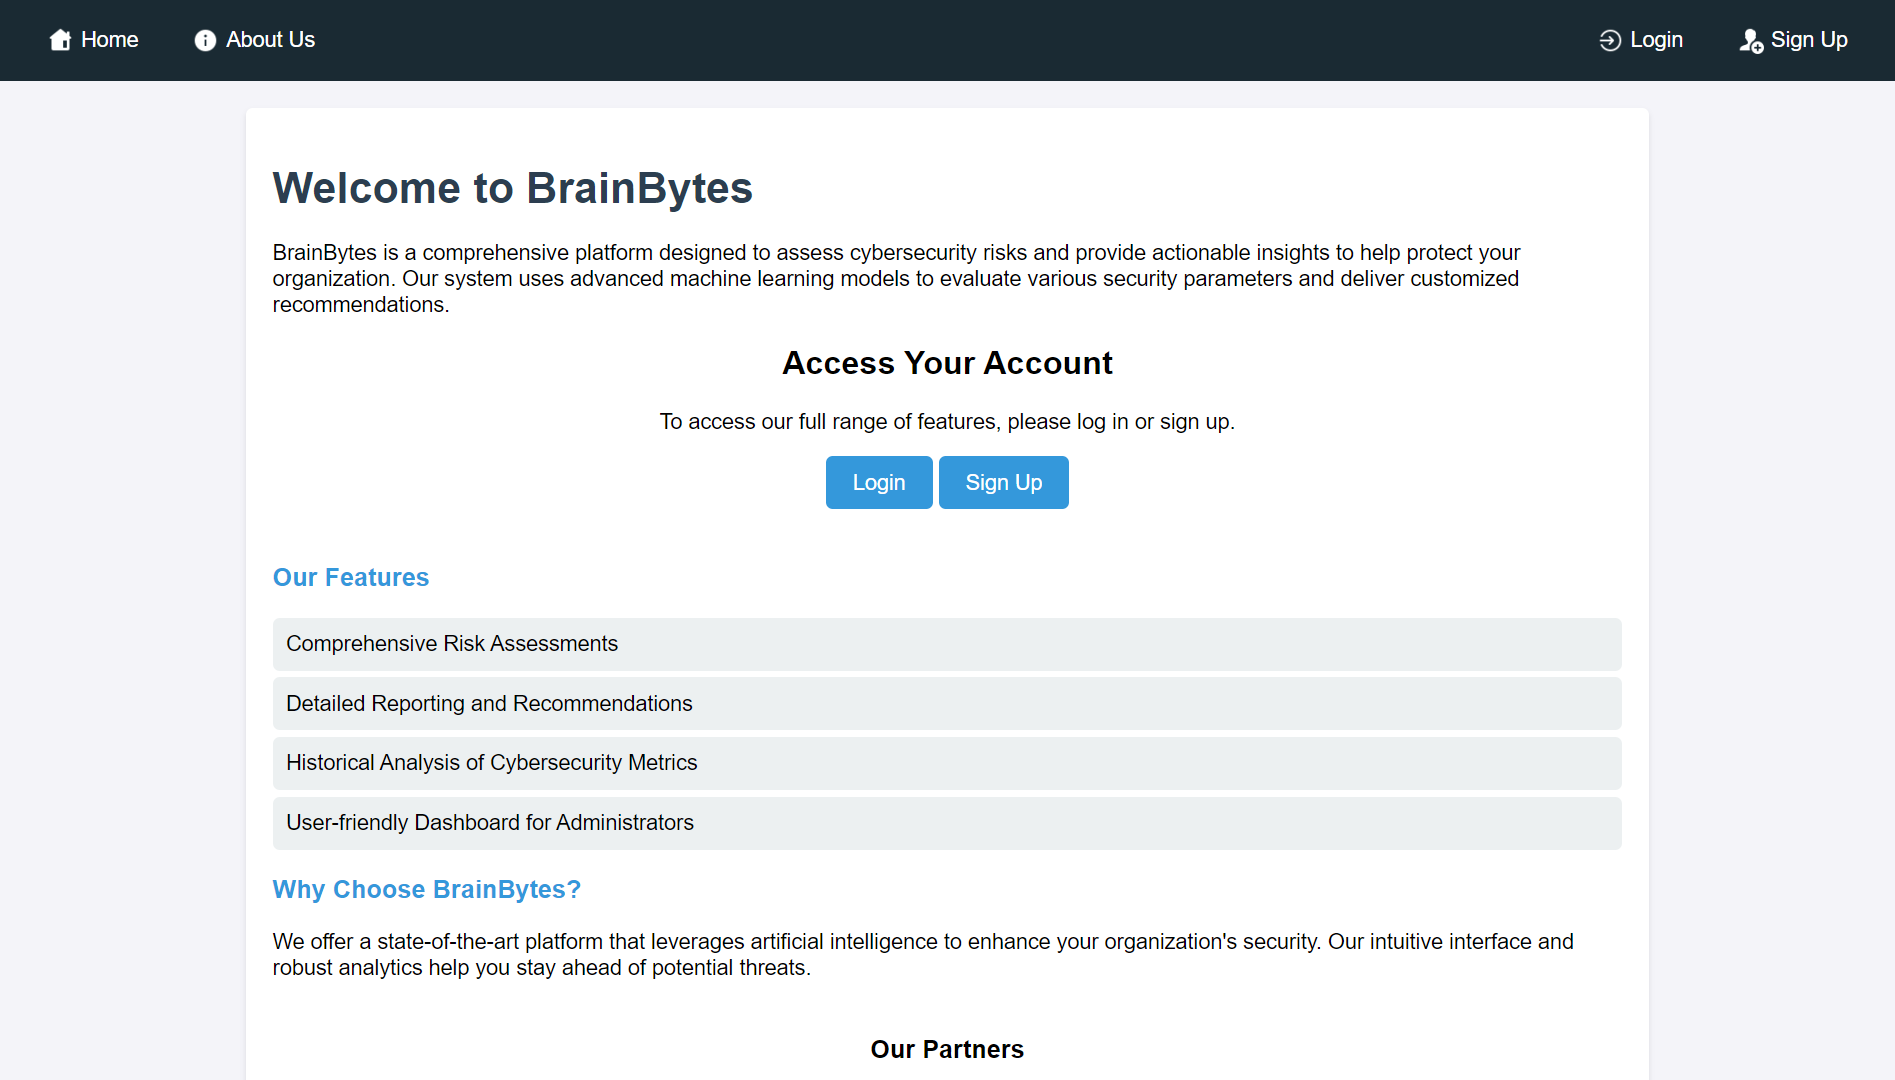 Home
About Us
Login
Sign Up
Welcome to BrainBytes
BrainBytes is a comprehensive platform designed to assess cybersecurity risks and provide actionable insights to help protect your
organization. Our system uses advanced machine learning models to evaluate various security parameters and deliver customized
recommendations.
Access Your Account
To access our full range of features, please log in or sign up.
Login
Sign Up
Our Features
Comprehensive Risk Assessments
Detailed Reporting and Recommendations
Historical Analysis of Cybersecurity Metrics
User-friendly Dashboard for Administrators
Why Choose BrainBytes?
We offer a state-of-the-art platform that leverages artificial intelligence to enhance your organization's security. Our intuitive interface and
robust analytics help you stay ahead of potential threats.
Our Partners